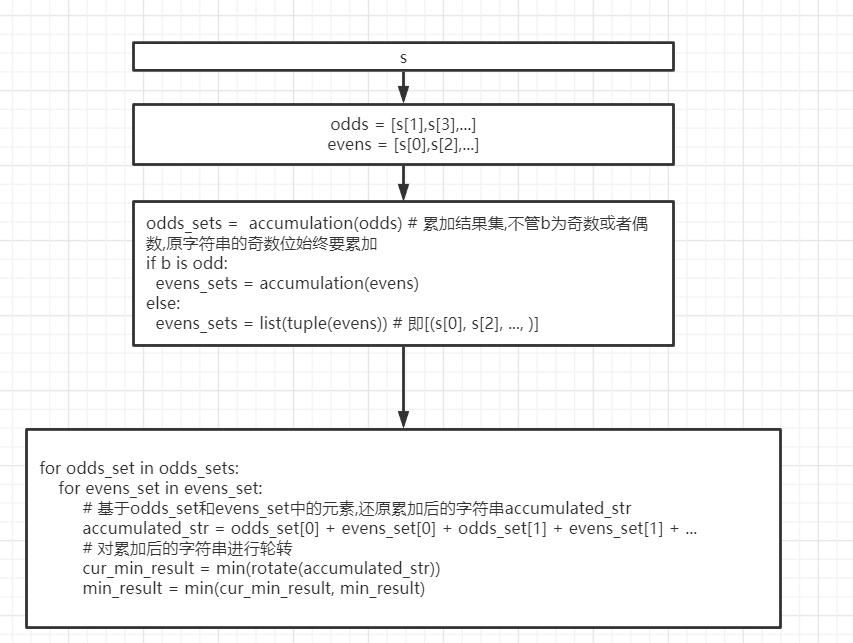 s
odds = [s[1],s[3],...]
evens = [s[0],s[2],...]
odds_sets =  accumulation(odds) # 累加结果集,不管b为奇数或者偶
数,原字符串的奇数位始终要累加
if b is odd:
  evens_sets = accumulation(evens)
else:
  evens_sets = list(tuple(evens)) # 即[(s[0], s[2], ..., )]
for odds_set in odds_sets:
    for evens_set in evens_set:
        # 基于odds_set和evens_set中的元素,还原累加后的字符串accumulated_str
        accumulated_str = odds_set[0] + evens_set[0] + odds_set[1] + evens_set[1] + ...
        # 对累加后的字符串进行轮转
        cur_min_result = min(rotate(accumulated_str))
        min_result = min(cur_min_result, min_result)